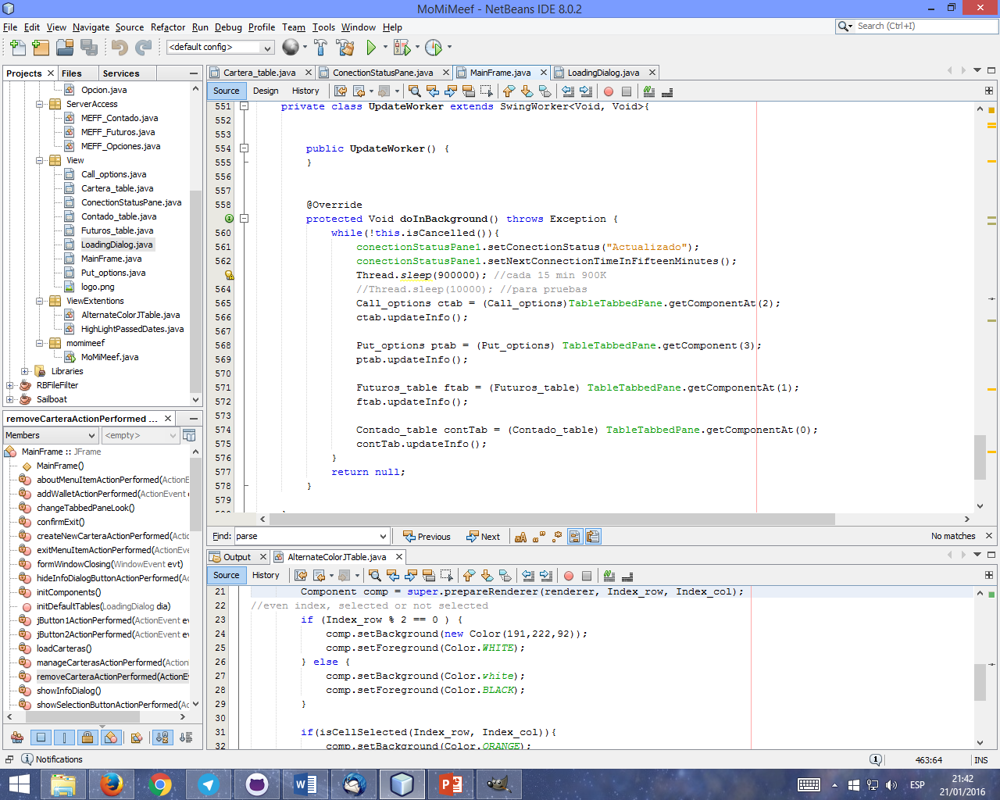 MoMiMeef - NetBeans IDE 8.0.2
File Edit View Navigate Source Refactor Run Debug Profile Team Tools Window Help
Search (Ctrl+I)
<default config>
Projects Files Services
Opcion.java
ServerAccess
MEFF_Contado.java
MEFF_Futuros.java
MEFF_Opciones.java
View
Call_options.java
Cartera_table.java
ConectionStatusPane.java
Contado_table.java
Futuros_table.java
LoadingDialog.java
MainFrame.java
Put_options.java
logo.png
ViewExtentions
AlternateColorJTable.java
HighLightPassedDates.java
momimeef
MoMiMeef.java
Libraries
RBFileFilter
Sailboat
removeCarteraActionPerformed ...
Members <empty>
MainFrame :: JFrame
MainFrame()
aboutMenuItemActionPerformed(ActionE
addWalletActionPerformed(ActionEvent e
changeTabbedPaneLook()
confirmExit()
createNewCarteraActionPerformed(Actic
exitMenuItemActionPerformed(ActionEve
formWindowClosing(WindowEvent evt)
hideInfoDialogButtonActionPerformed(Ac
initComponents()
initDefaultTables(LoadingDialog dia)
jButton1ActionPerformed(ActionEvent ev
jButton2ActionPerformed(ActionEvent ev
loadCarteras()
manageCarterasActionPerformed(Action
removeCarteraActionPerformed(ActionE
showInfoDialog()
showSelectionButtonActionPerformed(Ac
Cartera_table.java ConectionStatusPane.java MainFrame.java LoadingDialog.java
Source Design History
551 private class UpdateWorker extends SwingWorker<Void, Void>{
552
553
554 public UpdateWorker() {
555 }
556
557
558 @Override
protected Void doInBackground() throws Exception {
560 while(!this.isCancelled()){
561 conectionStatusPane1.setConectionStatus("Actualizado");
562 conectionStatusPane1.setNextConnectionTimeInFifteenMinutes();
Thread.sleep(900000); //cada 15 min 900K
564 //Thread.sleep(10000); //para pruebas
565 Call_options ctab = (Call_options)TableTabbedPane.getComponentAt(2);
566 ctab.updateInfo();
567
568 Put_options ptab = (Put_options) TableTabbedPane.getComponent(3);
569 ptab.updateInfo();
570
571 Futuros_table ftab = (Futuros_table) TableTabbedPane.getComponentAt(1);
572 ftab.updateInfo();
573
574 Contado_table contTab = (Contado_table) TableTabbedPane.getComponentAt(0);
575 contTab.updateInfo();
576 }
577 return null;
578 }
579
Find: parse Previous Next No matches
Output AlternateColorJTable.java
Source History
21 Component comp = super.prepareRenderer(renderer, Index_row, Index_col);
22 //even index, selected or not selected
23 if (Index_row % 2 == 0 ) {
24 comp.setBackground(new Color(191,222,92));
25 comp.setForeground(Color.WHITE);
26 } else {
27 comp.setBackground(Color.white);
28 comp.setForeground(Color.BLACK);
29 }
30
31 if(isCellSelected(Index_row, Index_col)){
32 comp.setBackground(Color.ORANGE);
Notifications
1 463:64 INS
ESP
21:42
21/01/2016